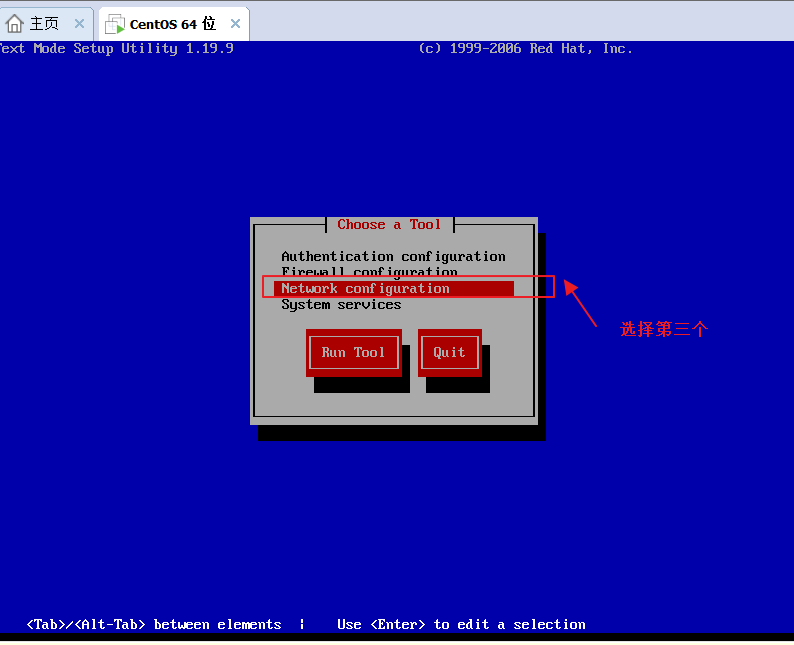 主页
CentOS 64 位
Text Mode Setup Utility 1.19.9 (c) 1999-2006 Red Hat, Inc.
Choose a Tool
Authentication configuration
Firewall configuration
Network configuration
System services
选择第三个
Run Tool Quit
<Tab>/<Alt-Tab> between elements | Use <Enter> to edit a selection